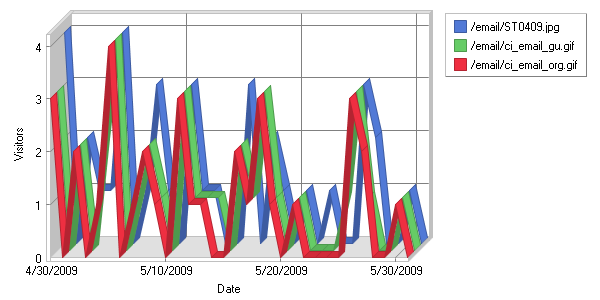 /email/ST0409.jpg
/email/ci_email_gu.gif
/email/ci_email_org.gif
Visitors
4
3
2
1
0
4/30/2009 5/10/2009 5/20/2009 5/30/2009
Date